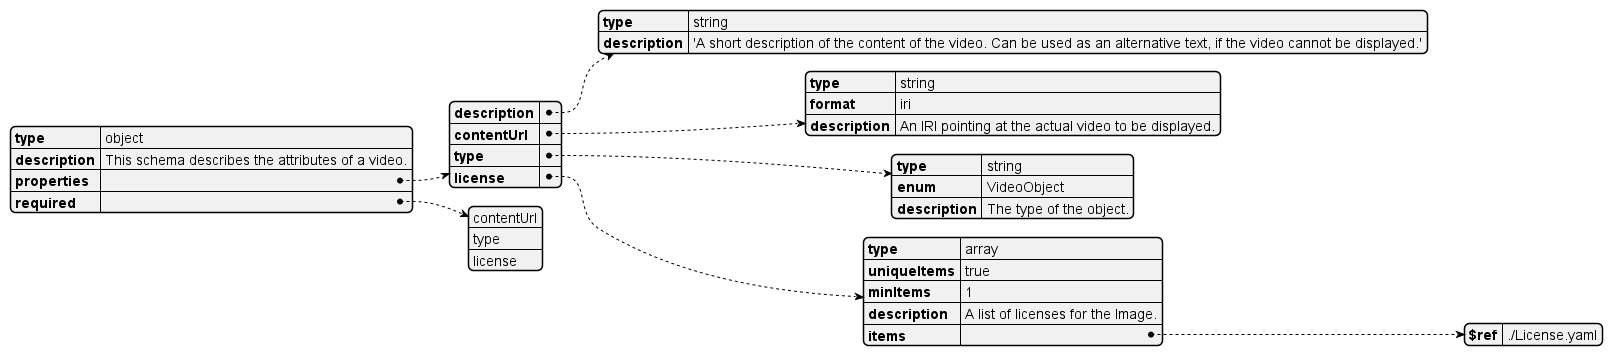 type string
description 'A short description of the content of the video. Can be used as an alternative text, if the video cannot be displayed.'
type string
format iri
description An IRI pointing at the actual video to be displayed.
description
contentUrl
type
license
type object
description This schema describes the attributes of a video.
properties
required
type string
enum VideoObject
description The type of the object.
contentUrl
type
license
type array
uniqueItems true
minItems 1
description A list of licenses for the Image.
items
$ref ./License.yaml